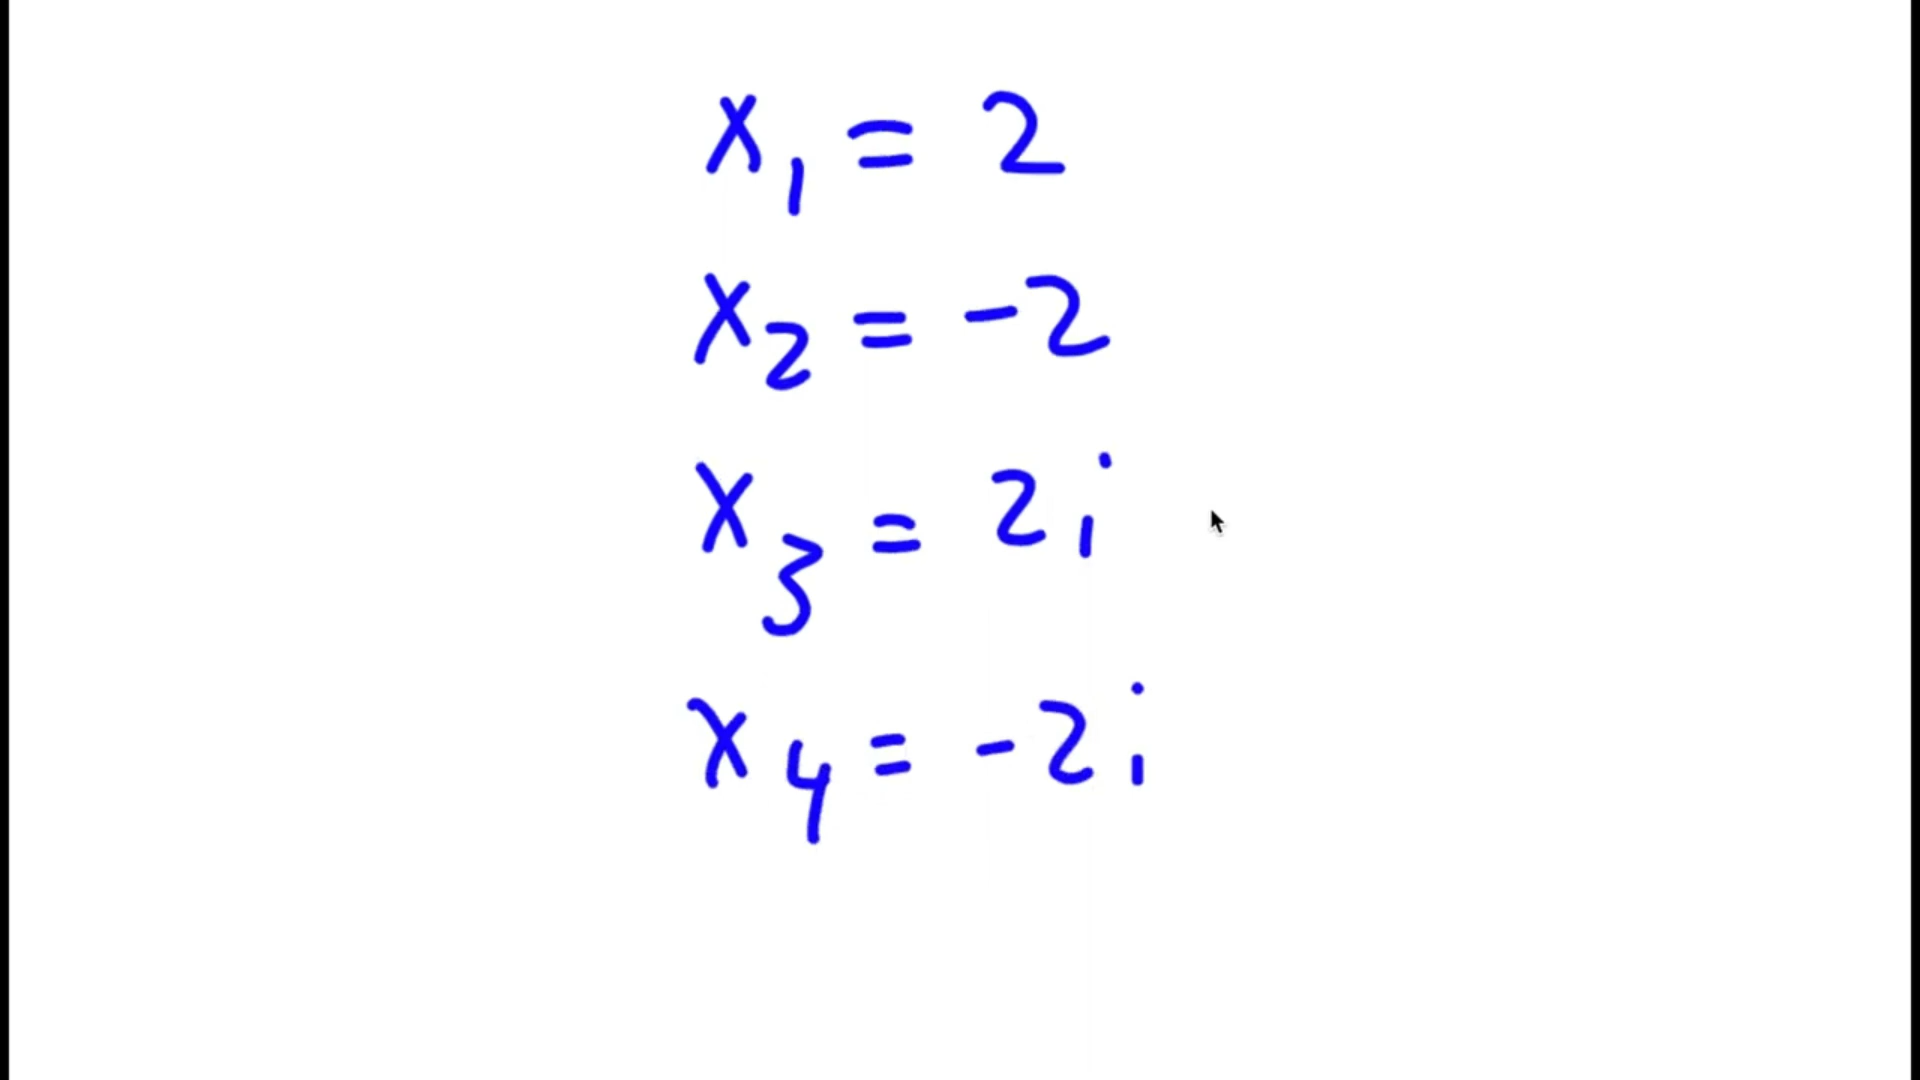 x₁ = 2
x₂ = -2
x₃ = 2i
x₄ = -2i